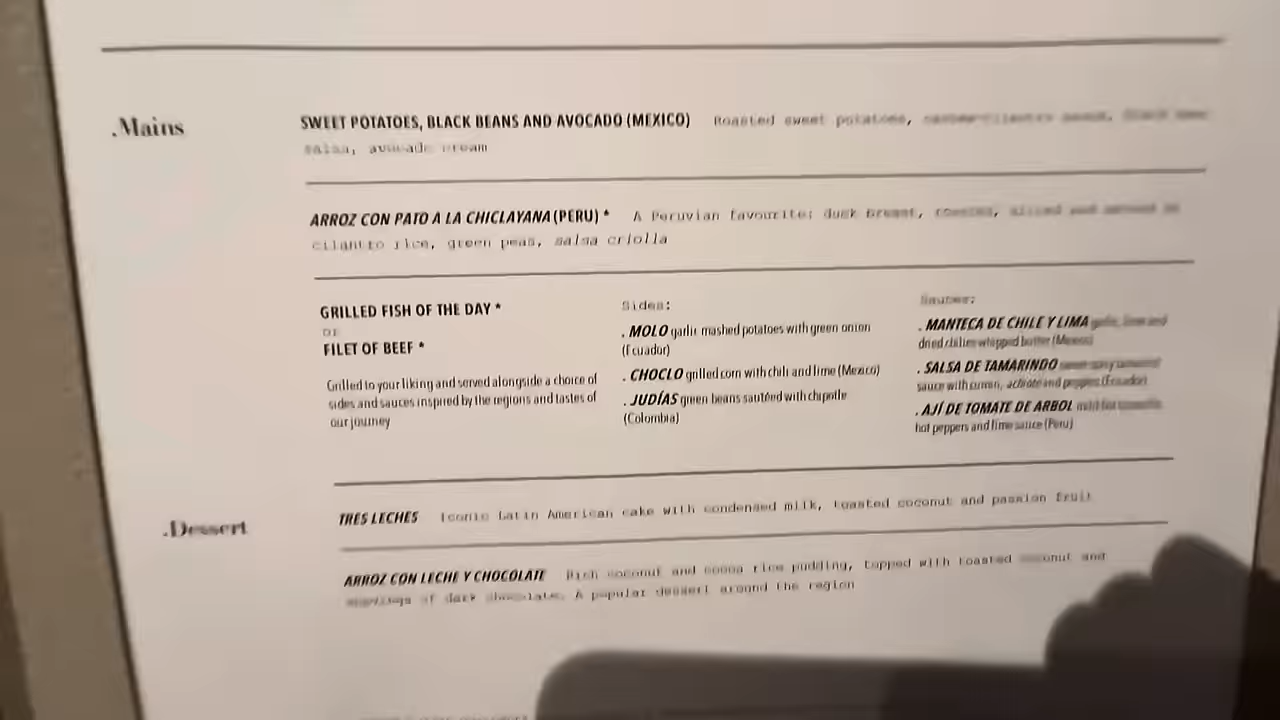 .Mains
SWEET POTATOES, BLACK BEANS AND AVOCADO (MEXICO) Roasted sweet potatoes,
salsa, avocado cream
ARROZ CON PATO A LA CHICLAYANA (PERU) * A Peruvian favourite: duck breast,
cilantro rice, green peas, salsa criolla
GRILLED FISH OF THE DAY *
or
FILET OF BEEF *
Grilled to your liking and served alongside a choice of
sides and sauces inspired by the regions and tastes of
our journey
Sides:
. MOLO garlic mashed potatoes with green onion
(Ecuador)
. CHOCLO grilled corn with chili and lime (Mexico)
. JUDÍAS green beans sautéed with chipotle
(Colombia)
Sauces:
. MANTECA DE CHILE Y LIMA garlic, lime and
dried chilies whipped butter (Mexico)
. SALSA DE TAMARINDO
sauce with cumin, achiote and peppers (Ecuador)
. AJÍ DE TOMATE DE ARBOL
hot peppers and lime sauce (Peru)
.Dessert
TRES LECHES Iconic Latin American cake with condensed milk, toasted coconut and passion fruit
ARROZ CON LECHE Y CHOCOLATE Rich coconut and cocoa rice pudding, topped with toasted coconut and
of dark chocolate. A popular dessert around the region